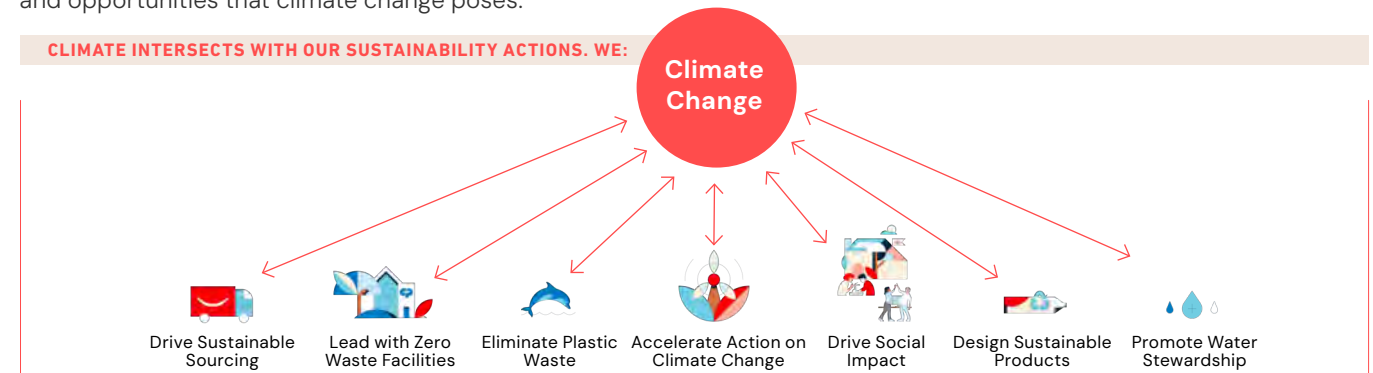 and opportunities that climate change poses.
CLIMATE INTERSECTS WITH OUR SUSTAINABILITY ACTIONS. WE:
Climate
Change
Drive Sustainable
Sourcing
Lead with Zero
Waste Facilities
Eliminate Plastic
Waste
Accelerate Action on
Climate Change
Drive Social
Impact
Design Sustainable
Products
Promote Water
Stewardship